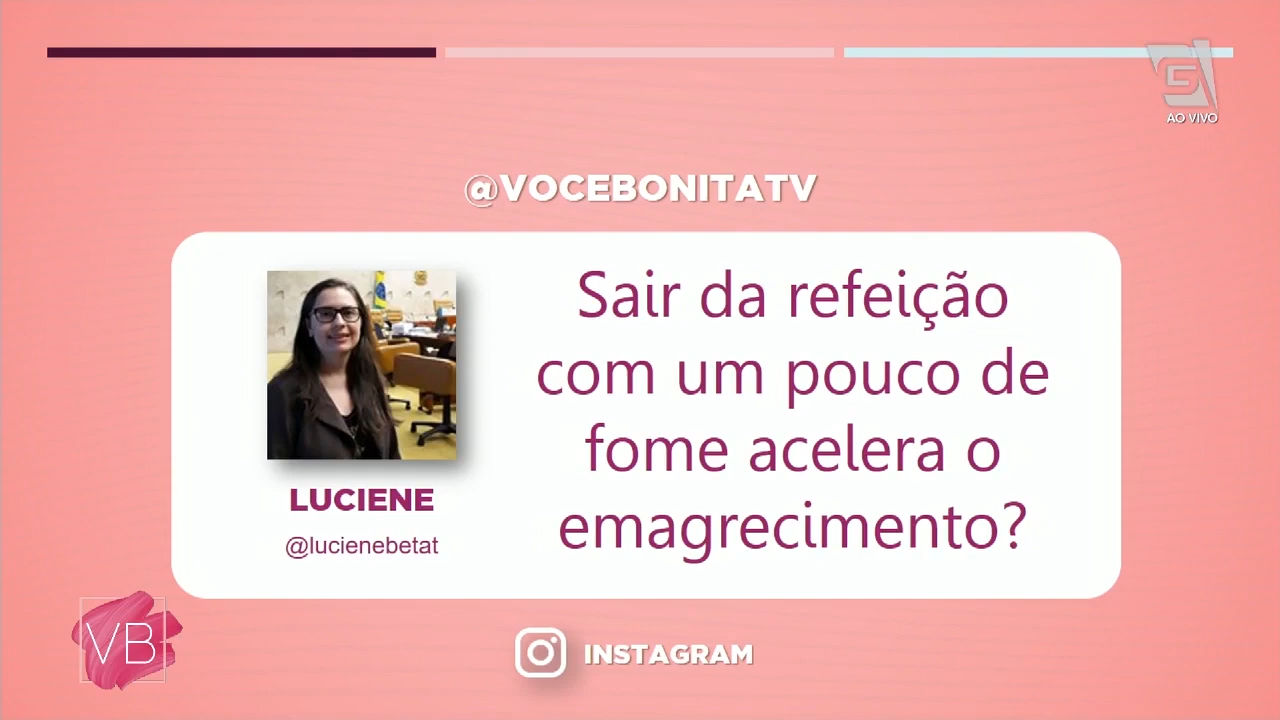 AO VIVO
@VOCEBONITATV
Sair da refeição
com um pouco de
fome acelera o
emagrecimento?
LUCIENE
@lucienebetat
VB
INSTAGRAM